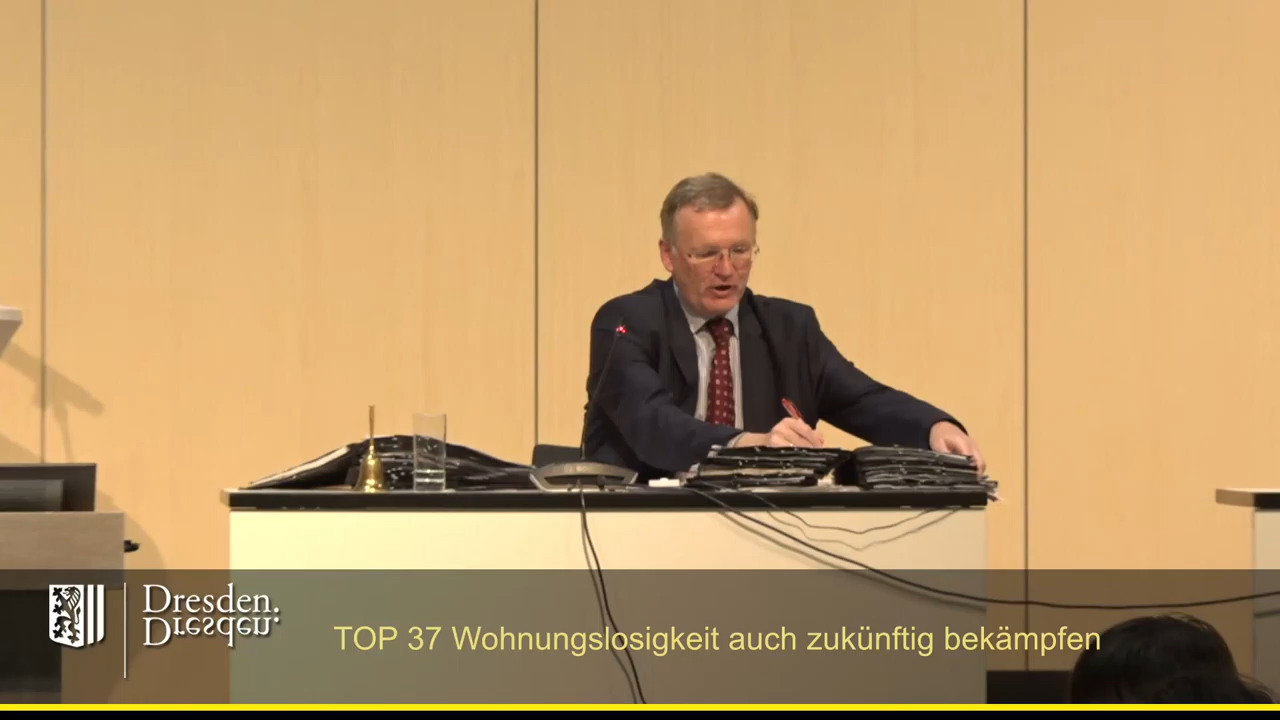 Dresden.
Dresden.
TOP 37 Wohnungslosigkeit auch zukünftig bekämpfen